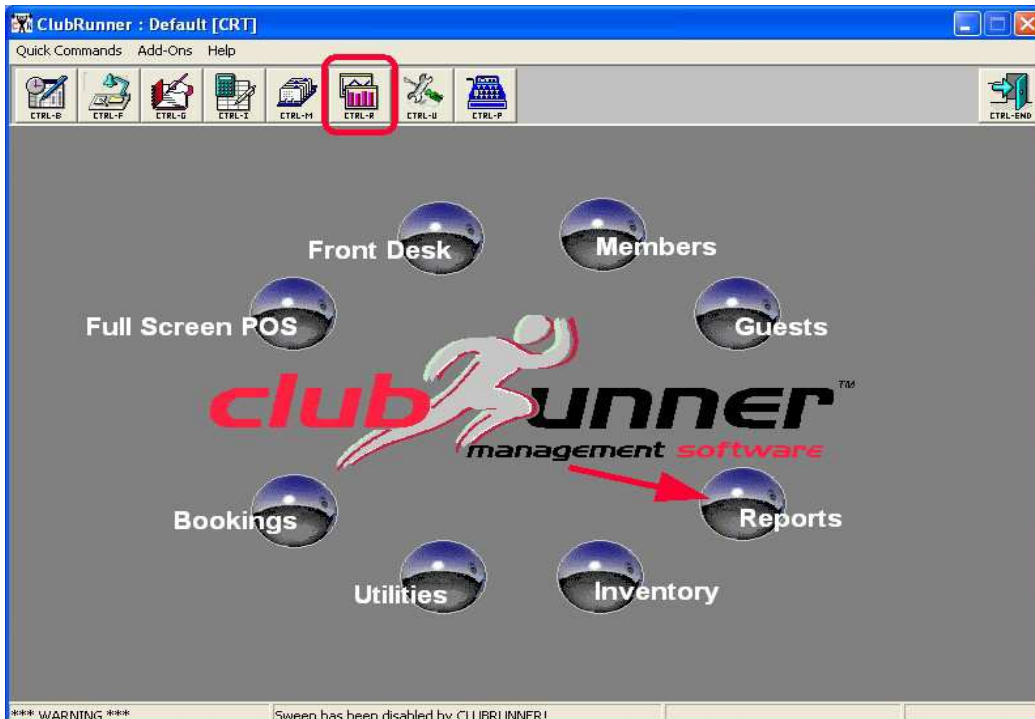 ClubRunner : Default [CRT]
Quick Commands Add-Ons Help
CTRL-B CTRL-F CTRL-G CTRL-I CTRL-M CTRL-R CTRL-U CTRL-P CTRL-END
Front Desk Members
Full Screen POS Guests
club runner™
management software
Bookings Reports
Utilities Inventory
*** WARNING *** Sweep has been disabled by CLUBRUNNER!